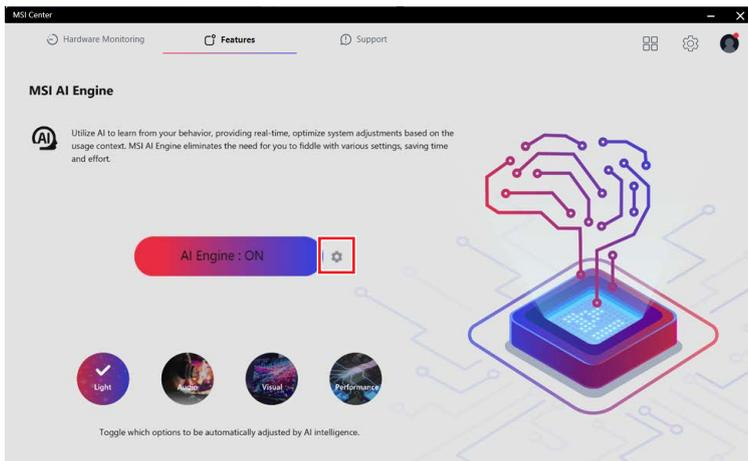 MSI Center
Hardware Monitoring
Features
Support
MSI AI Engine
AI
Utilize AI to learn from your behavior, providing real-time, optimize system adjustments based on the
usage context. MSI AI Engine eliminates the need for you to fiddle with various settings, saving time
and effort.
AI Engine : ON
Light
Audio
Visual
Performance
Toggle which options to be automatically adjusted by AI intelligence.